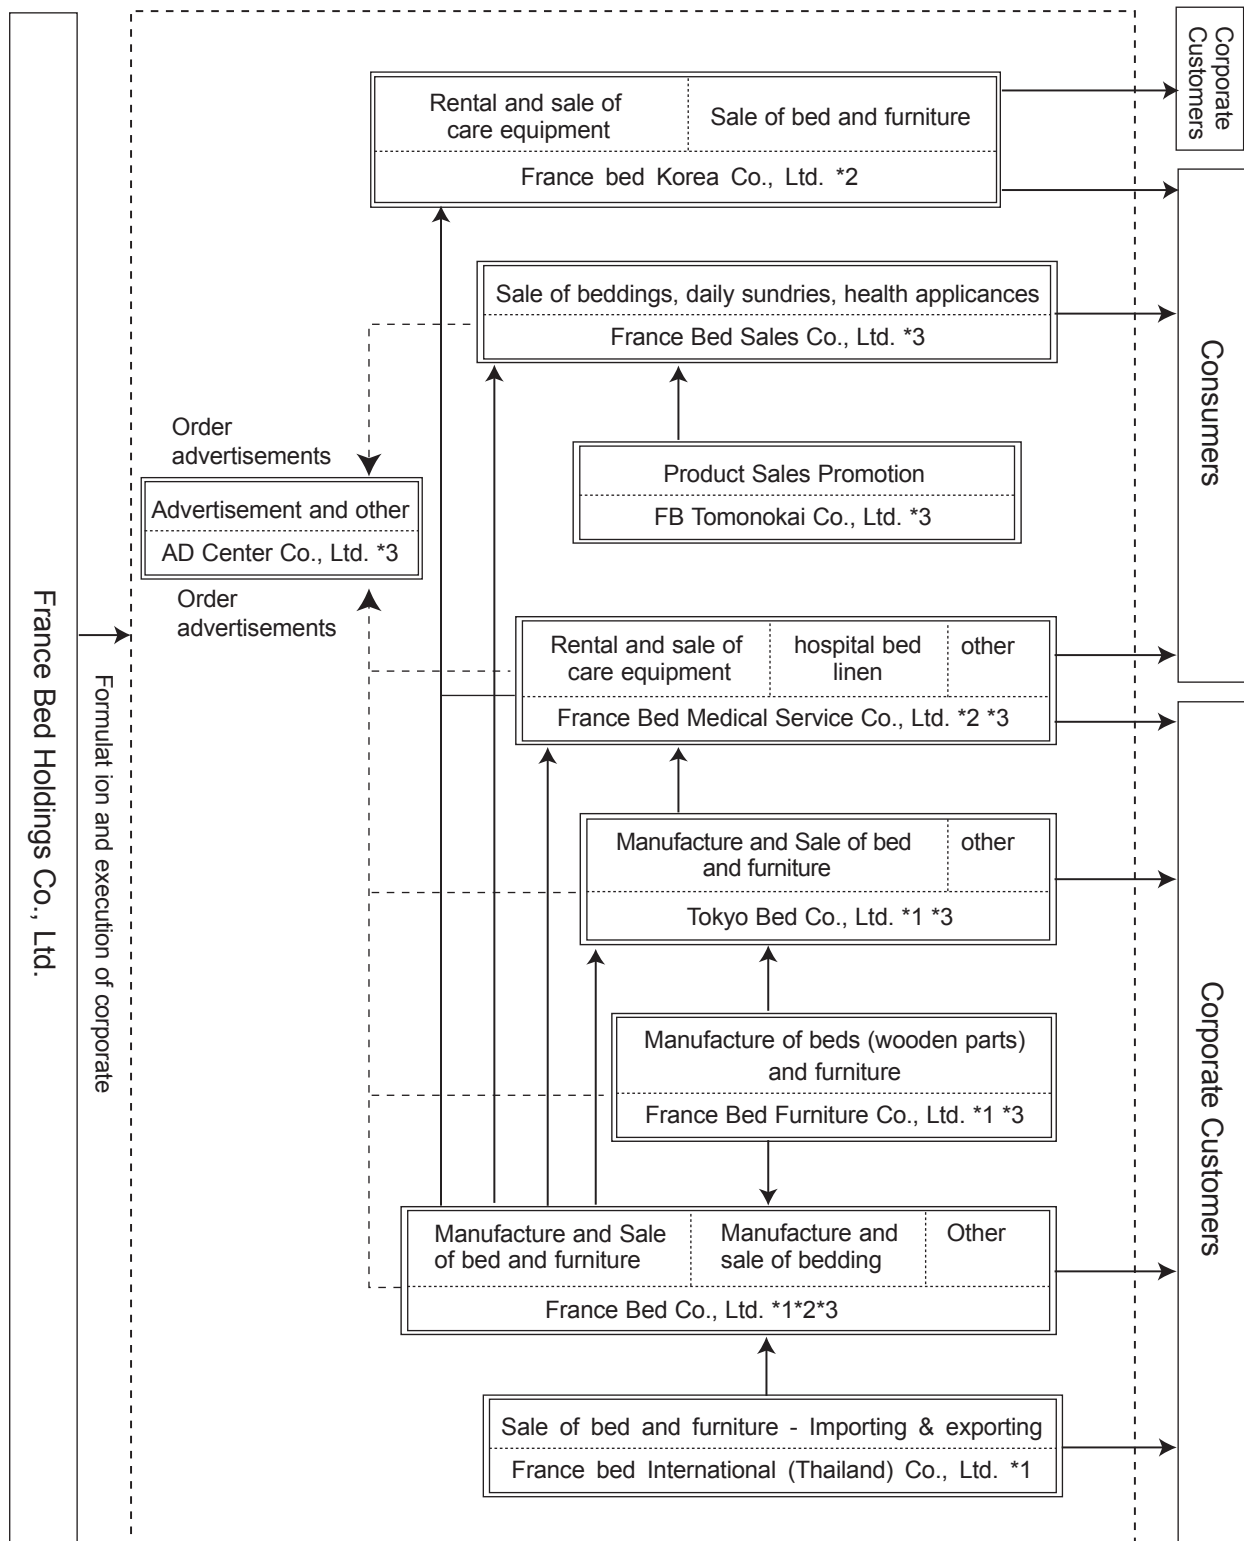 France Bed Holdings Co., Ltd.
Formulat ion and execution of corporate
Corporate
Customers
Rental and sale of
care equipment
Sale of bed and furniture
France bed Korea Co., Ltd. *2
Sale of beddings, daily sundries, health applicances
France Bed Sales Co., Ltd. *3
Consumers
Order
advertisements
Product Sales Promotion
FB Tomonokai Co., Ltd. *3
Advertisement and other
AD Center Co., Ltd. *3
Order
advertisements
Rental and sale of
care equipment
hospital bed
linen
other
France Bed Medical Service Co., Ltd. *2 *3
Manufacture and Sale of bed
and furniture
other
Tokyo Bed Co., Ltd. *1 *3
Corporate Customers
Manufacture of beds (wooden parts)
and furniture
France Bed Furniture Co., Ltd. *1 *3
Manufacture and Sale
of bed and furniture
Manufacture and
sale of bedding
Other
France Bed Co., Ltd. *1*2*3
Sale of bed and furniture - Importing & exporting
France bed International (Thailand) Co., Ltd. *1